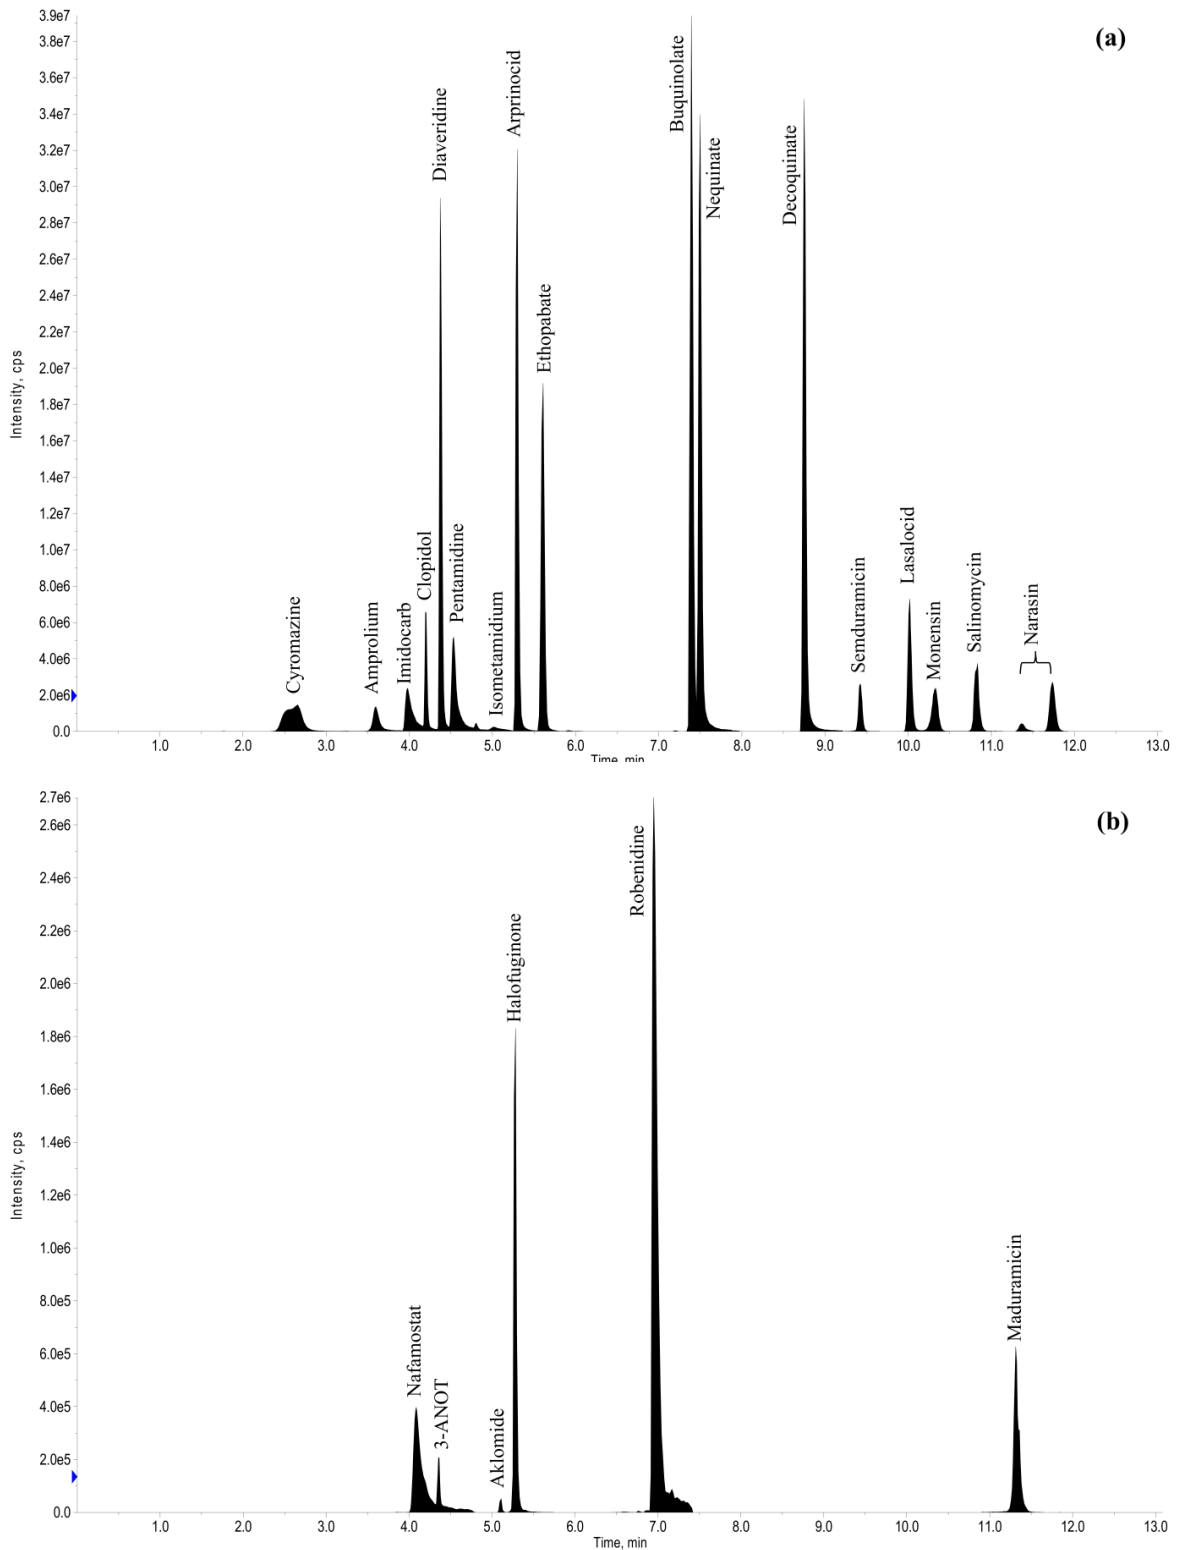 (a)
3.9e7
3.8e7
3.6e7
3.4e7
3.2e7
3.0e7
2.8e7
2.6e7
2.4e7
2.2e7
2.0e7
1.8e7
1.6e7
1.4e7
1.2e7
1.0e7
8.0e6
6.0e6
4.0e6
2.0e6
0.0
Intensity, cps
Cyromazine
Amprolium
Imidocarb
Clopidol
Diaveridine
Pentamidine
Isometamidium
Arprinocid
Ethopabate
Buquinolate
Nequinate
Decoquinate
Semduramicin
Lasalocid
Monensin
Salinomycin
Narasin
1.0 2.0 3.0 4.0 5.0 6.0 7.0 8.0 9.0 10.0 11.0 12.0 13.0
Time, min
(b)
2.7e6
2.6e6
2.4e6
2.2e6
2.0e6
1.8e6
1.6e6
1.4e6
1.2e6
1.0e6
8.0e5
6.0e5
4.0e5
2.0e5
0.0
Intensity, cps
Nafamostat
3-ANOT
Aklomide
Halofuginone
Robenidine
Maduramicin
1.0 2.0 3.0 4.0 5.0 6.0 7.0 8.0 9.0 10.0 11.0 12.0 13.0
Time, min